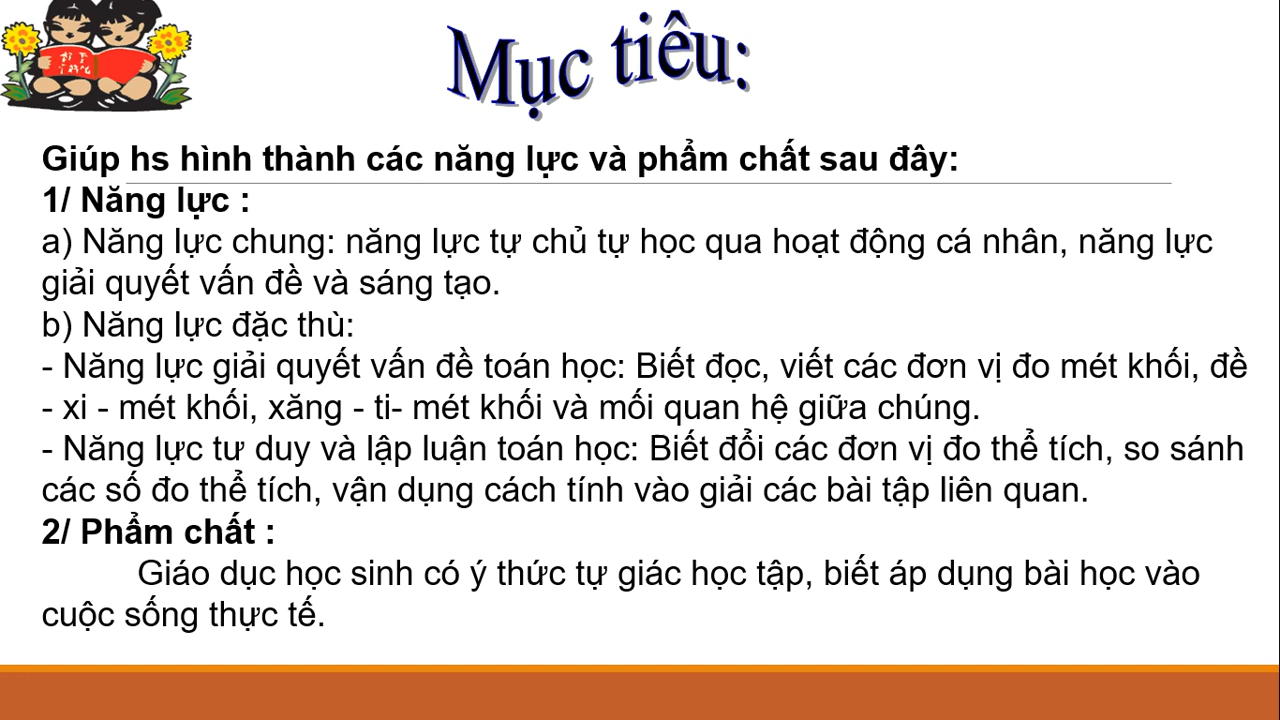 Mục tiêu:
Giúp hs hình thành các năng lực và phẩm chất sau đây:
1/ Năng lực :
a) Năng lực chung: năng lực tự chủ tự học qua hoạt động cá nhân, năng lực
giải quyết vấn đề và sáng tạo.
b) Năng lực đặc thù:
- Năng lực giải quyết vấn đề toán học: Biết đọc, viết các đơn vị đo mét khối, đề
- xi - mét khối, xăng - ti- mét khối và mối quan hệ giữa chúng.
- Năng lực tư duy và lập luận toán học: Biết đổi các đơn vị đo thể tích, so sánh
các số đo thể tích, vận dụng cách tính vào giải các bài tập liên quan.
2/ Phẩm chất :
Giáo dục học sinh có ý thức tự giác học tập, biết áp dụng bài học vào
cuộc sống thực tế.